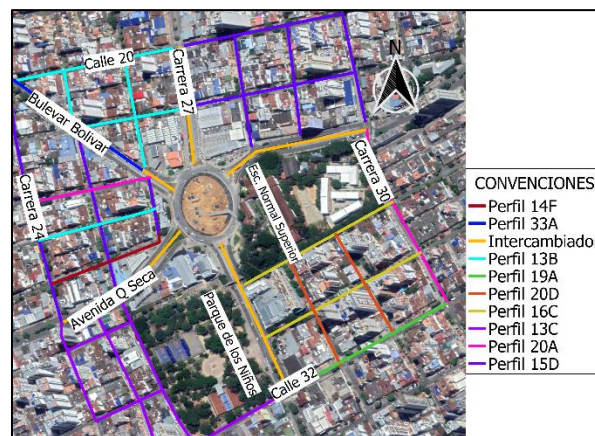 Calle 20
Carrera 27
N
Bulevar Bolivar
Esc. Normal Superior
Carrera 30
Carrera 24
Avenida Q Seca
Parque de los Niños
Calle 32
CONVENCIONES
Perfil 14F
Perfil 33A
Intercambiador
Perfil 13B
Perfil 19A
Perfil 20D
Perfil 16C
Perfil 13C
Perfil 20A
Perfil 15D